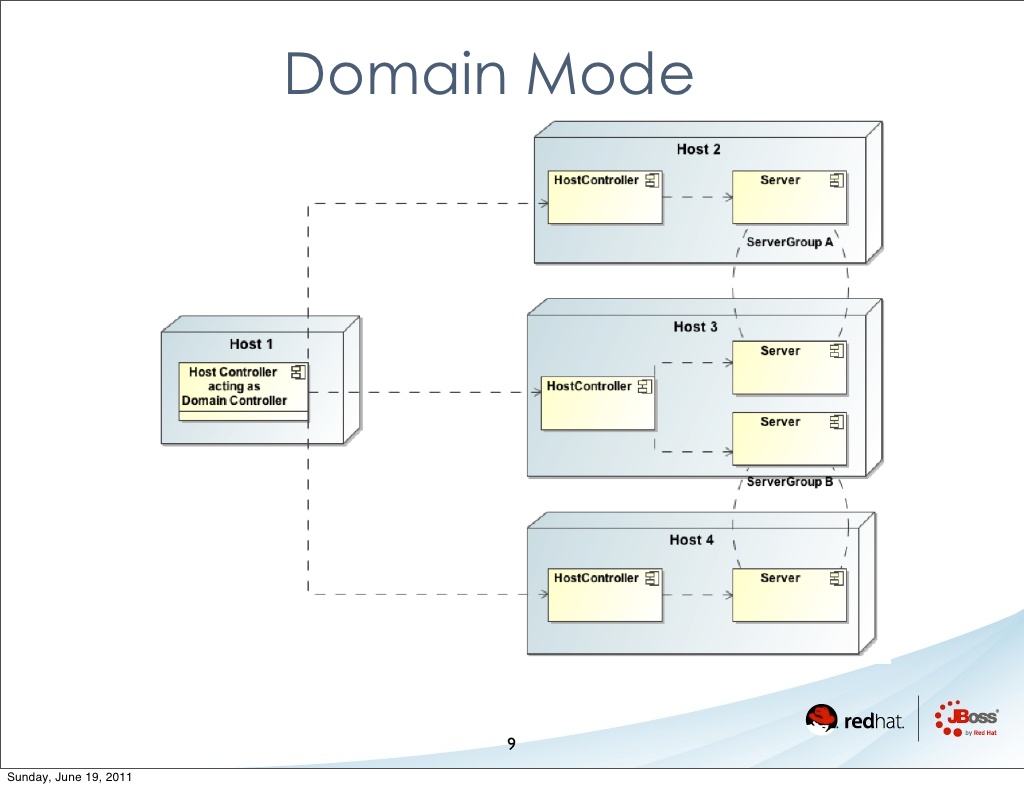 Domain Mode
Host 2
HostController
Server
ServerGroup A
Host 3
HostController
Server
Server
ServerGroup B
Host 1
Host Controller
acting as
Domain Controller
Host 4
HostController
Server
redhat.
JBoss
by Red Hat
9
Sunday, June 19, 2011